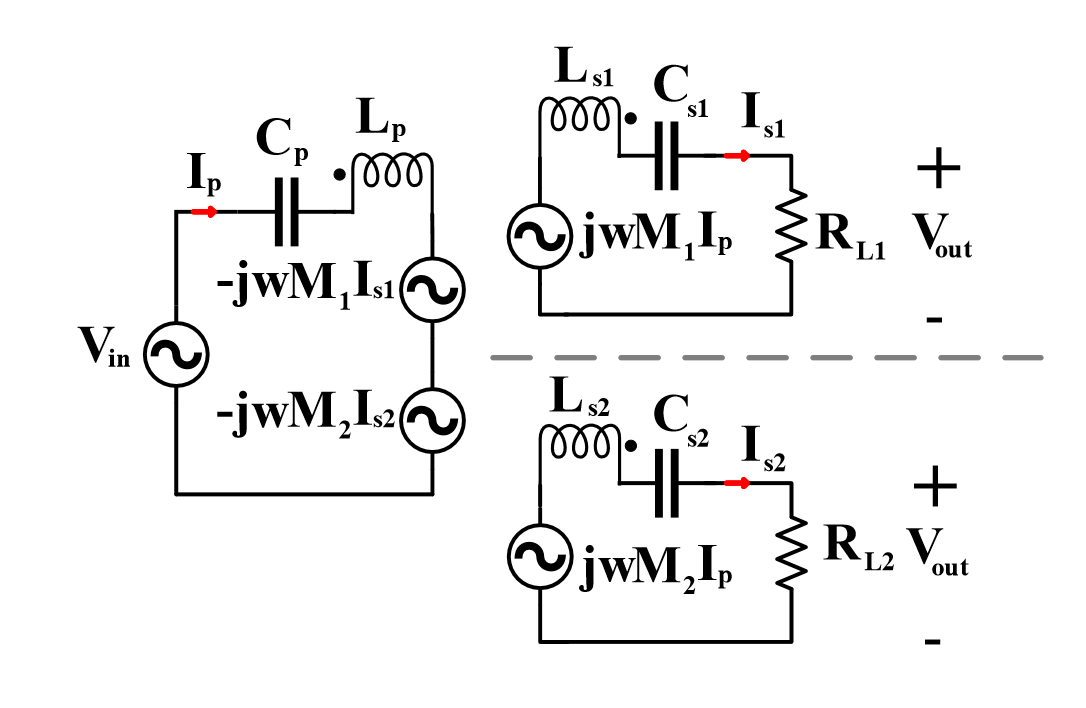 Ip
Cp
Lp
-jwM1Is1
Vin
-jwM2Is2
Ls1
Cs1
Is1
jwM1Ip
RL1
+
Vout
-
Ls2
Cs2
Is2
jwM2Ip
RL2
+
Vout
-